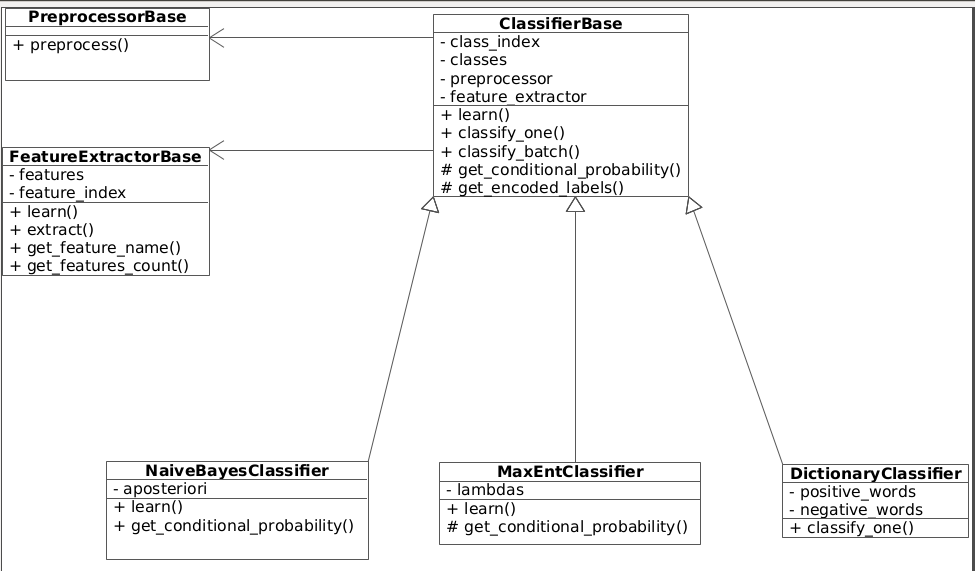 PreprocessorBase
+ preprocess()
ClassifierBase
- class_index
- classes
- preprocessor
- feature_extractor
+ learn()
+ classify_one()
+ classify_batch()
# get_conditional_probability()
# get_encoded_labels()
FeatureExtractorBase
- features
- feature_index
+ learn()
+ extract()
+ get_feature_name()
+ get_features_count()
NaiveBayesClassifier
- aposteriori
+ learn()
+ get_conditional_probability()
MaxEntClassifier
- lambdas
+ learn()
# get_conditional_probability()
DictionaryClassifier
- positive_words
- negative_words
+ classify_one()